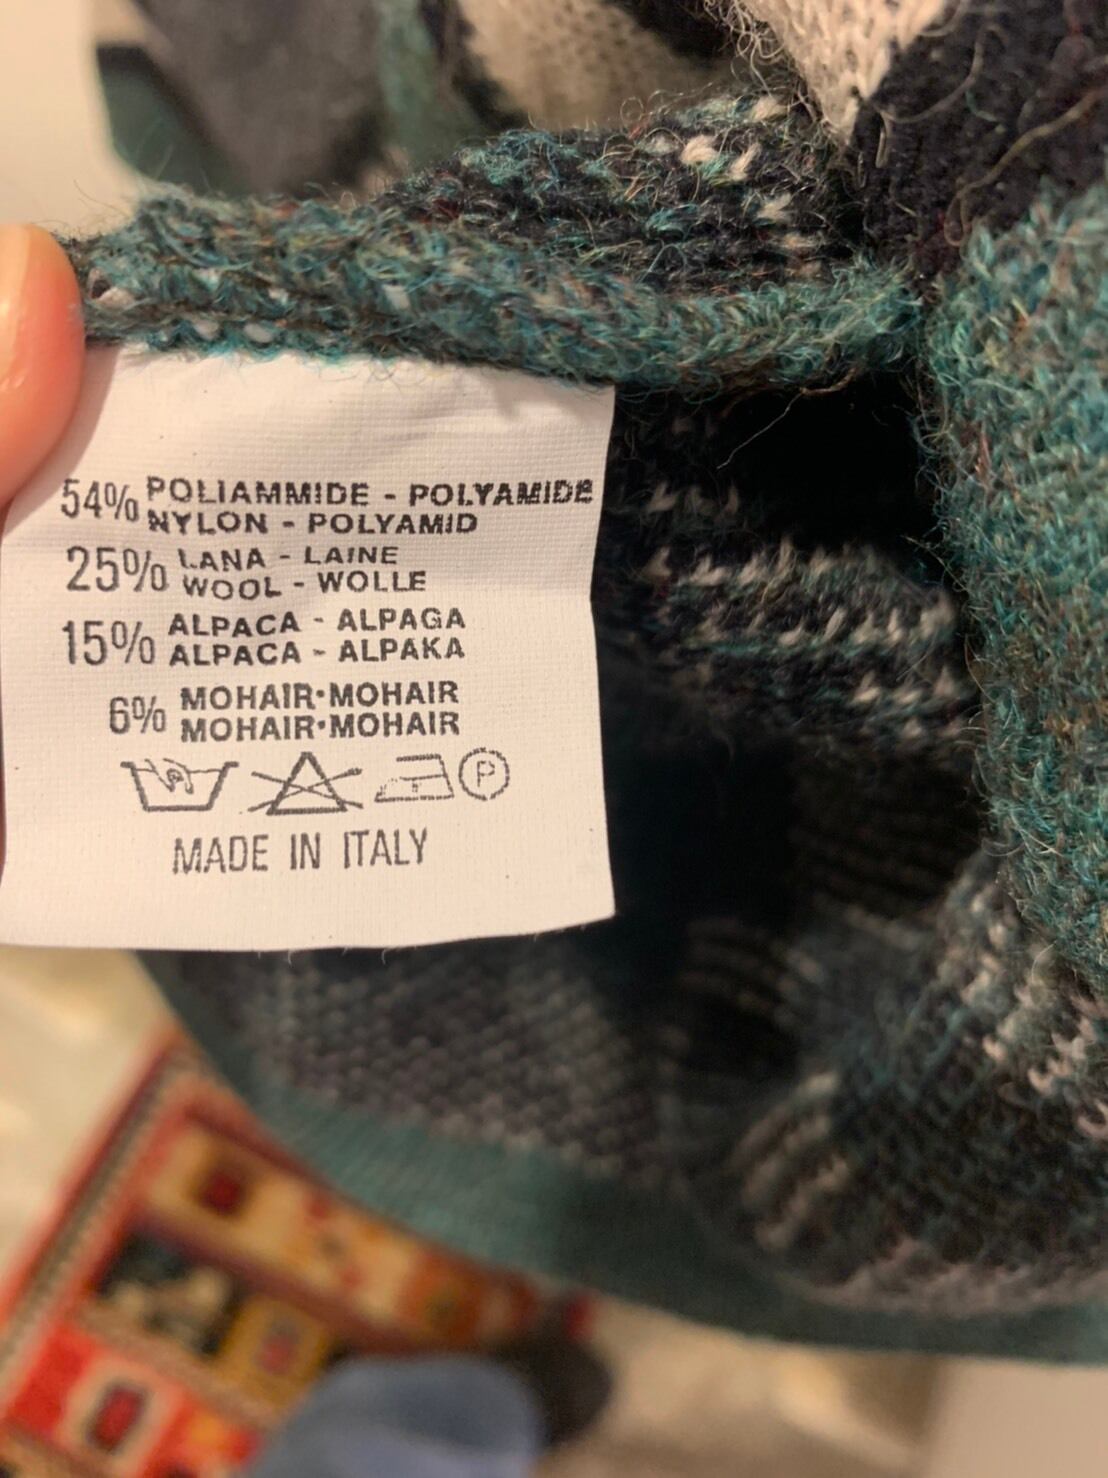 54% POLIAMMIDE - POLYAMIDE
NYLON - POLYAMID
25% LANA - LAINE
WOOL - WOLLE
15% ALPACA - ALPAGA
ALPACA - ALPAKA
6% MOHAIR·MOHAIR
MOHAIR·MOHAIR
P
MADE IN ITALY